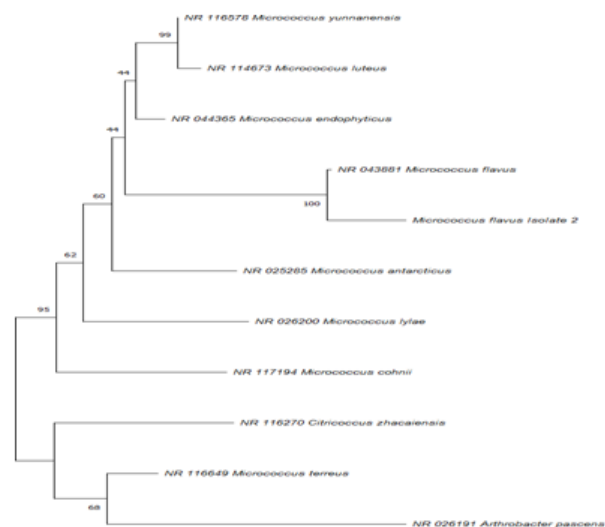 NR 116578 Micrococcus yunnanensis
99
NR 114673 Micrococcus luteus
44
NR 044365 Micrococcus endophyticus
44
NR 043881 Micrococcus flavus
100
Micrococcus flavus Isolate 2
60
NR 025285 Micrococcus antarcticus
62
NR 026200 Micrococcus lylae
95
NR 117194 Micrococcus cohnii
NR 116270 Citricoccus zhacaiensis
NR 116649 Micrococcus terreus
68
NR 026191 Arthrobacter pascens